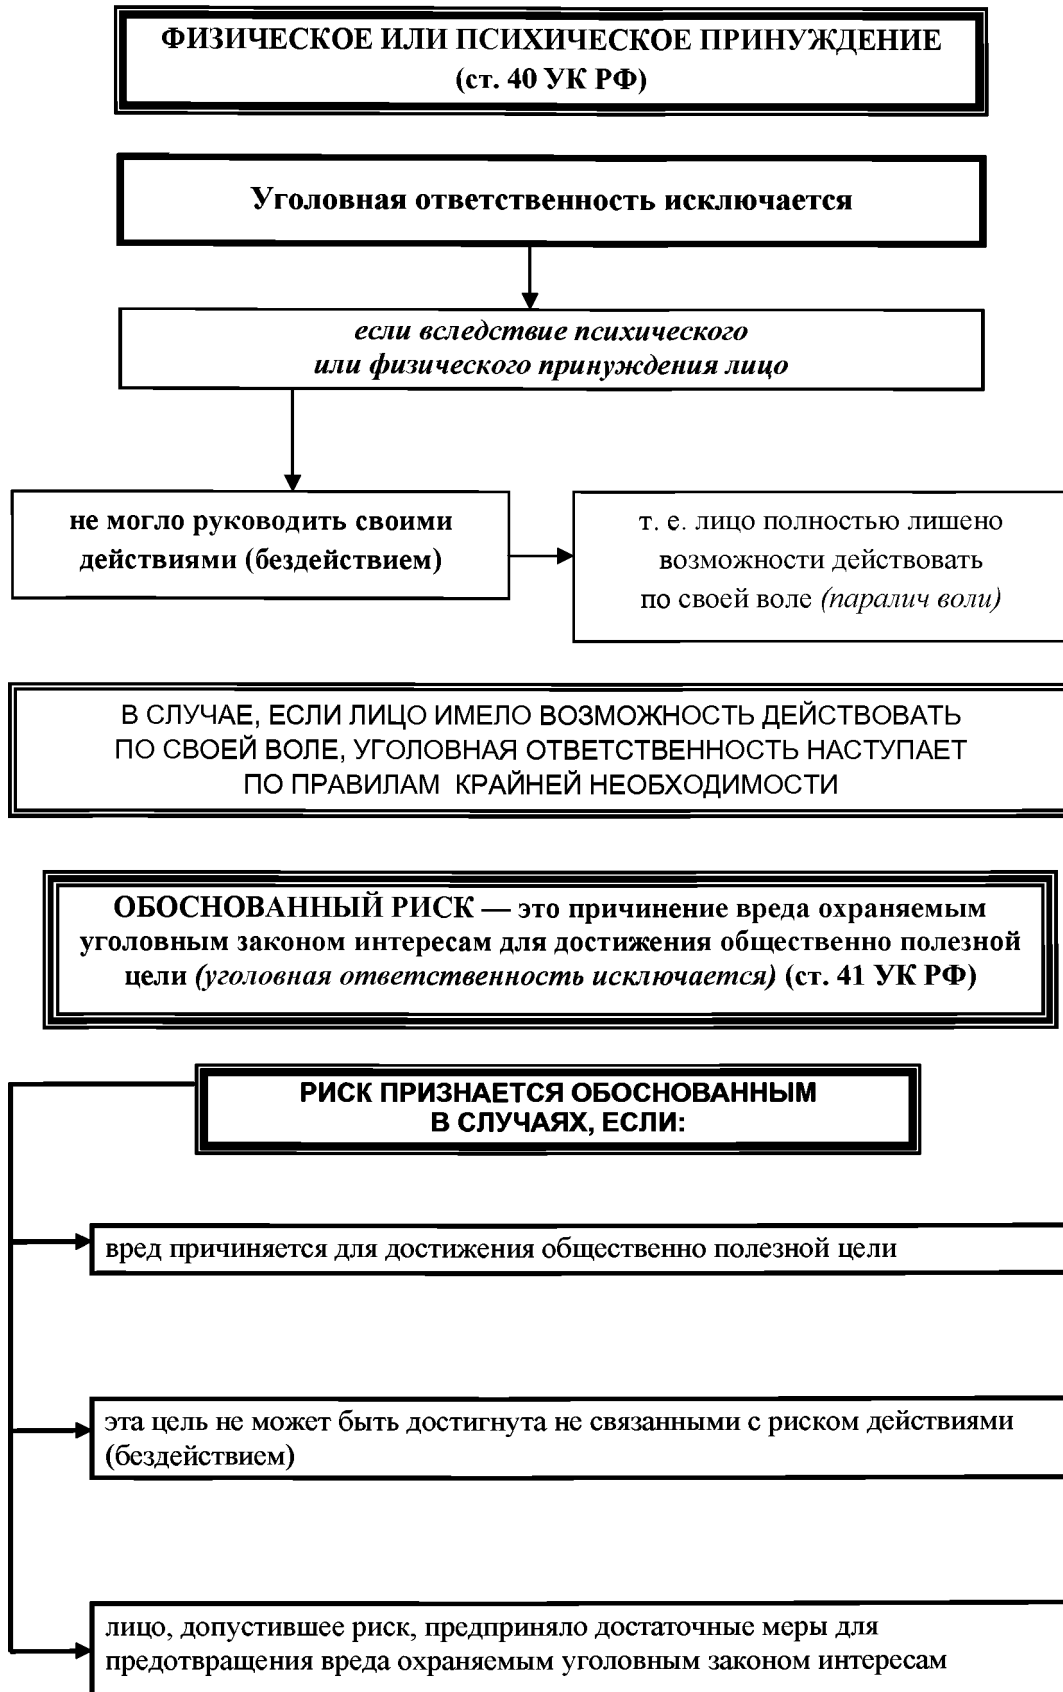 ФИЗИЧЕСКОЕ ИЛИ ПСИХИЧЕСКОЕ ПРИНУЖДЕНИЕ
(ст. 40 УК РФ)
Уголовная ответственность исключается
если вследствие психического
или физического принуждения лицо
не могло руководить своими
действиями (бездействием)
т. е. лицо полностью лишено
возможности действовать
по своей воле (паралич воли)
В СЛУЧАЕ, ЕСЛИ ЛИЦО ИМЕЛО ВОЗМОЖНОСТЬ ДЕЙСТВОВАТЬ
ПО СВОЕЙ ВОЛЕ, УГОЛОВНАЯ ОТВЕТСТВЕННОСТЬ НАСТУПАЕТ
ПО ПРАВИЛАМ КРАЙНЕЙ НЕОБХОДИМОСТИ
ОБОСНОВАННЫЙ РИСК — это причинение вреда охраняемым
уголовным законом интересам для достижения общественно полезной
цели (уголовная ответственность исключается) (ст. 41 УК РФ)
РИСК ПРИЗНАЕТСЯ ОБОСНОВАННЫМ
В СЛУЧАЯХ, ЕСЛИ:
вред причиняется для достижения общественно полезной цели
эта цель не может быть достигнута не связанными с риском действиями
(бездействием)
лицо, допустившее риск, предприняло достаточные меры для
предотвращения вреда охраняемым уголовным законом интересам